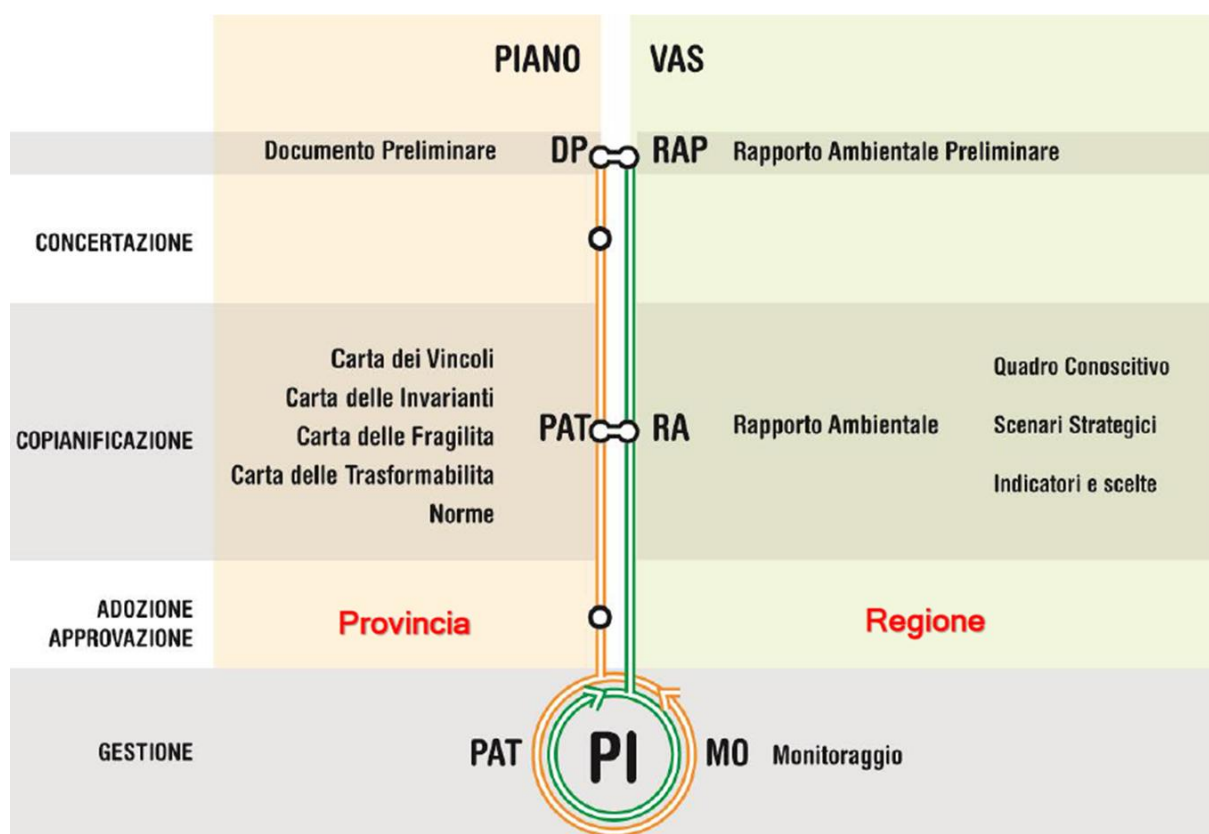 PIANO VAS
Documento Preliminare DP RAP Rapporto Ambientale Preliminare
CONCERTAZIONE
Carta dei Vincoli
Carta delle Invarianti
Carta delle Fragilita
Carta delle Trasformabilita
Norme
COPIANIFICAZIONE
PAT RA Rapporto Ambientale
Quadro Conoscitivo
Scenari Strategici
Indicatori e scelte
ADOZIONE
APPROVAZIONE
Provincia
Regione
GESTIONE
PAT PI MO Monitoraggio